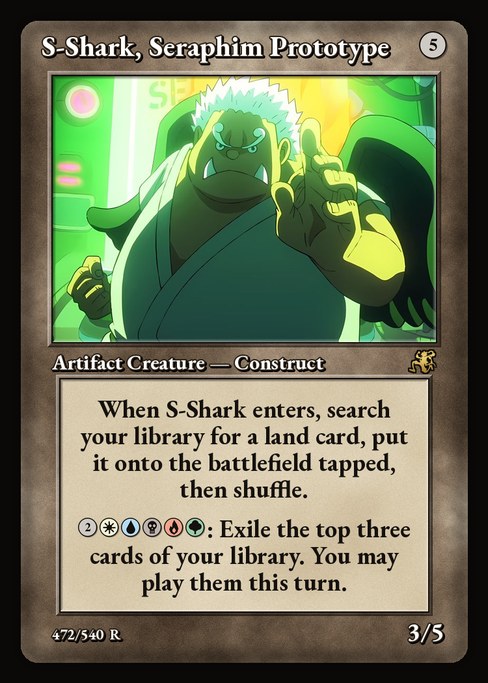 S-Shark, Seraphim Prototype 5
Artifact Creature — Construct
When S-Shark enters, search
your library for a land card, put
it onto the battlefield tapped,
then shuffle.
2: Exile the top three
cards of your library. You may
play them this turn.
472/540 R 3/5